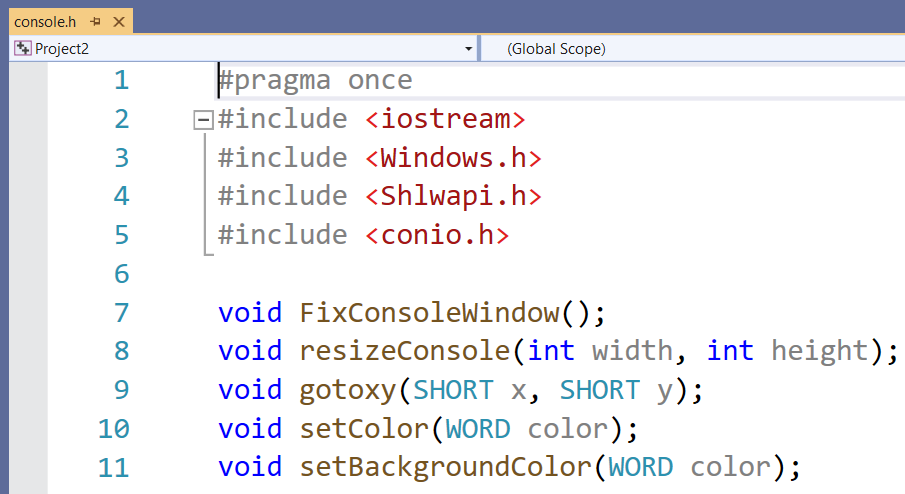 console.h
Project2
(Global Scope)
1 #pragma once
2 #include <iostream>
3 #include <Windows.h>
4 #include <Shlwapi.h>
5 #include <conio.h>
6
7 void FixConsoleWindow();
8 void resizeConsole(int width, int height);
9 void gotoxy(SHORT x, SHORT y);
10 void setColor(WORD color);
11 void setBackgroundColor(WORD color);